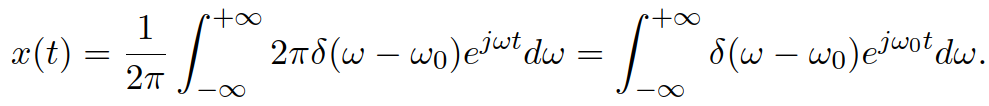 x(t) = \frac{1}{2\pi} \int_{-\infty}^{+\infty} 2\pi\delta(\omega - \omega_0)e^{j\omega t}d\omega = \int_{-\infty}^{+\infty} \delta(\omega - \omega_0)e^{j\omega_0 t}d\omega.